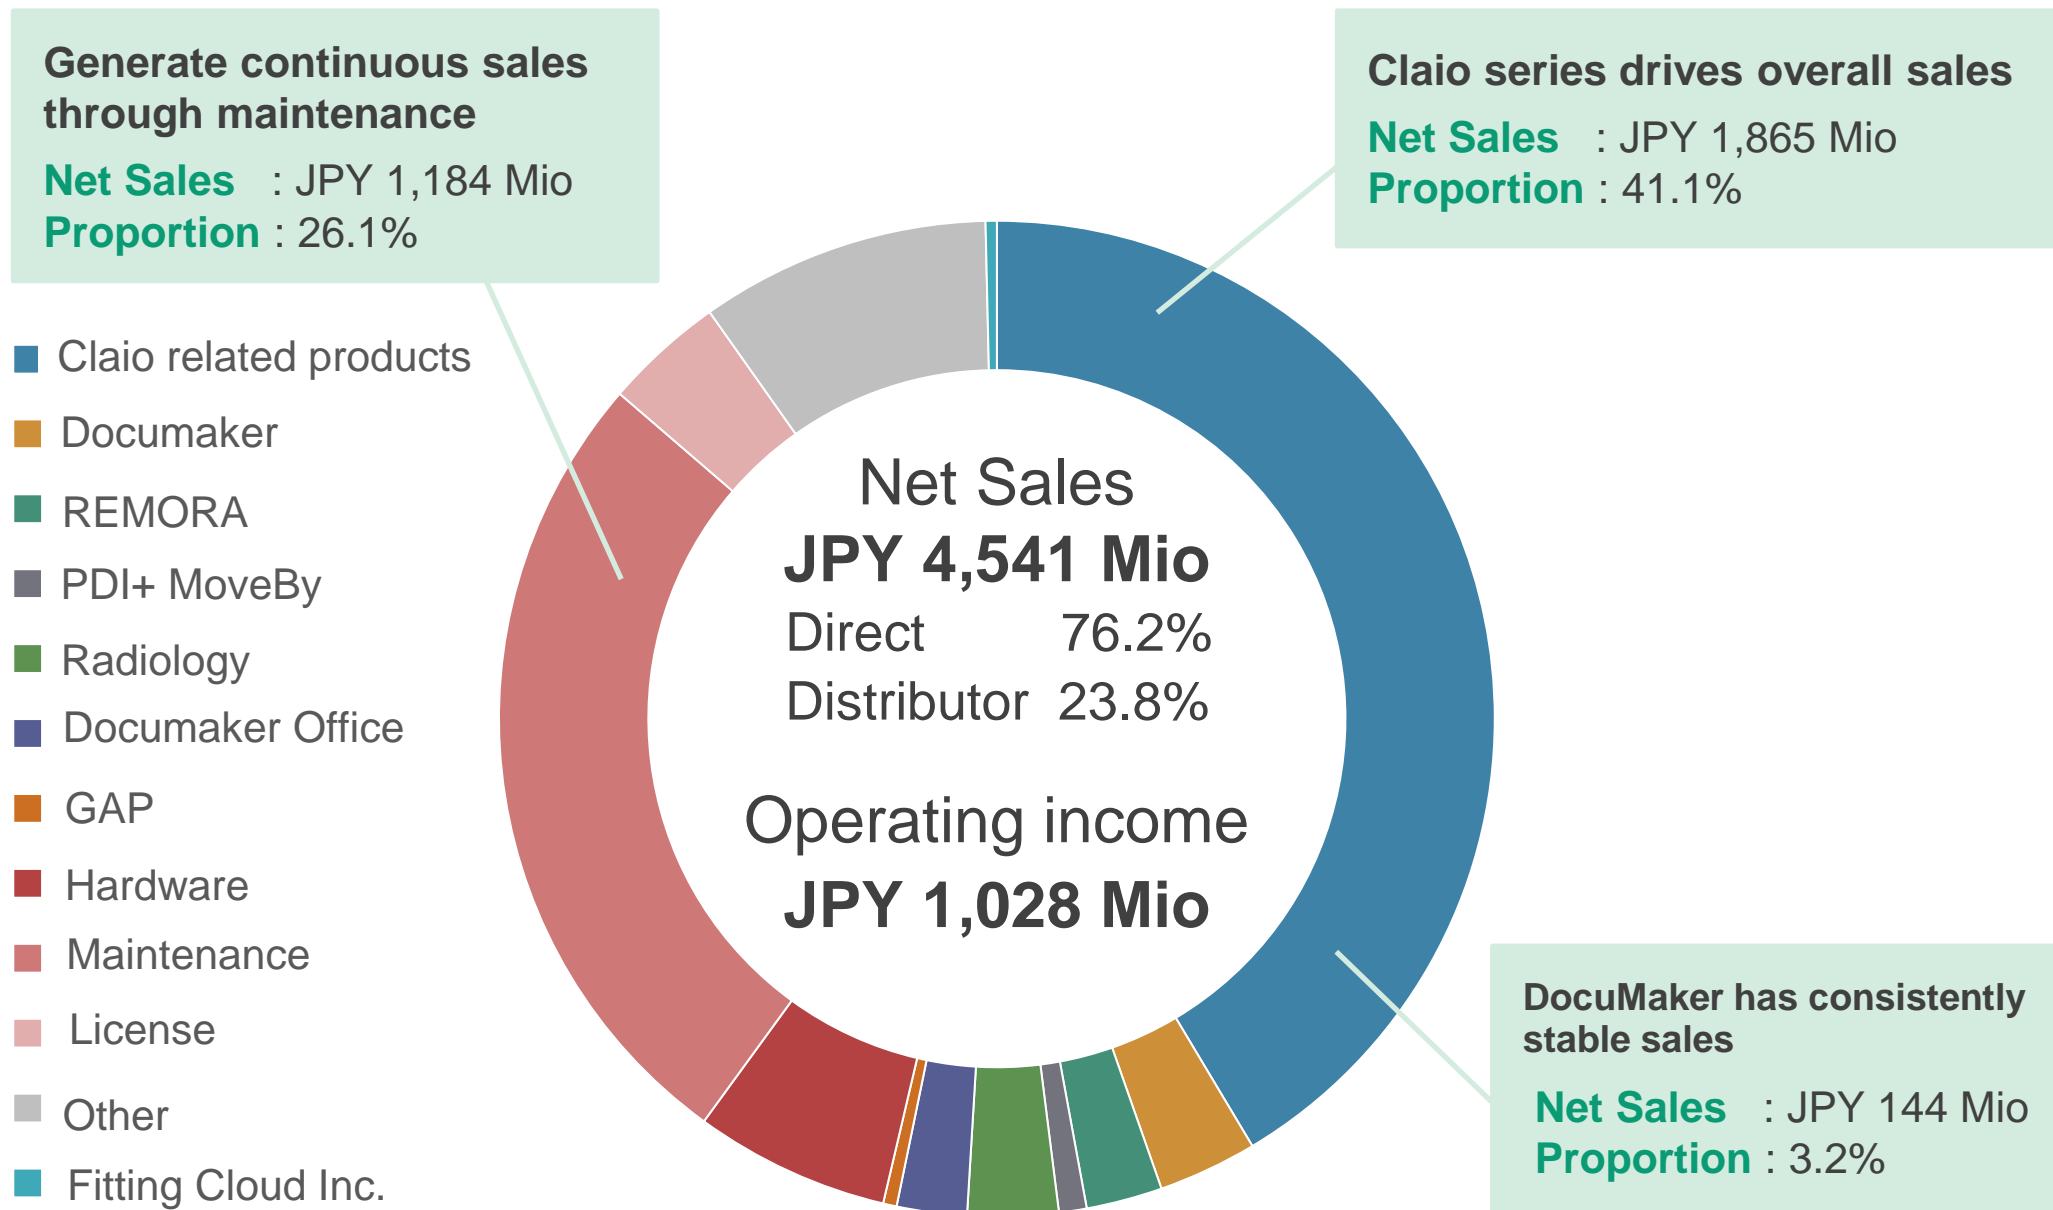 Generate continuous sales
through maintenance
Net Sales : JPY 1,184 Mio
Proportion : 26.1%
Claio series drives overall sales
Net Sales : JPY 1,865 Mio
Proportion : 41.1%
Claio related products
Documaker
REMORA
PDI+ MoveBy
Radiology
Documaker Office
GAP
Hardware
Maintenance
License
Other
Fitting Cloud Inc.
Net Sales
JPY 4,541 Mio
Direct 76.2%
Distributor 23.8%
Operating income
JPY 1,028 Mio
DocuMaker has consistently
stable sales
Net Sales : JPY 144 Mio
Proportion : 3.2%